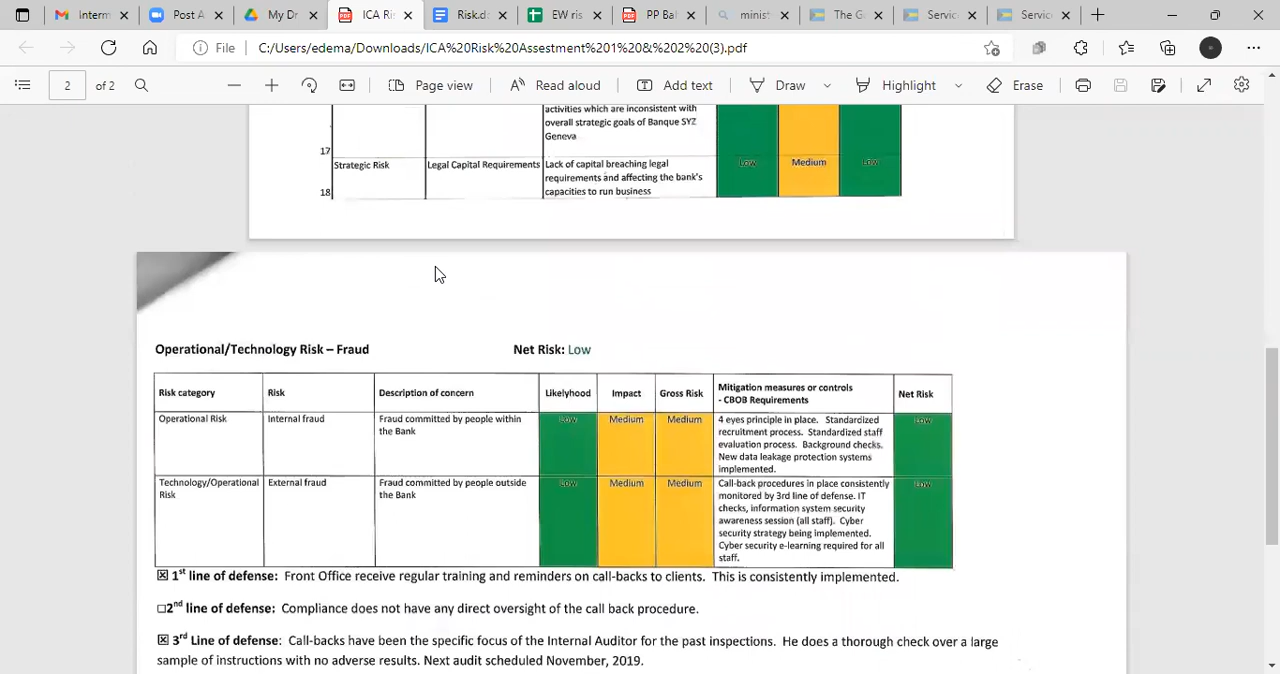 Interm
Post A
My Dr
ICA Ri
Risk.d
EW ris
PP Bal
minist
The G
Servic
Servic
File C:/Users/edema/Downloads/ICA%20Risk%20Assestment%201%20&%202%20(3).pdf
2 of 2 Page view Read aloud Add text Draw Highlight Erase
activities which are inconsistent with
overall strategic goals of Banque SYZ
Geneva
17
Strategic Risk Legal Capital Requirements Lack of capital breaching legal Low Medium Low
requirements and affecting the bank's
18 capacities to run business
Operational/Technology Risk – Fraud Net Risk: Low
Risk category Risk Description of concern Likelyhood Impact Gross Risk Mitigation measures or controls
- CBOB Requirements Net Risk
Operational Risk Internal fraud Fraud committed by people within Low Medium Medium 4 eyes principle in place. Standardized Low
the Bank recruitment process. Standardized staff
evaluation process. Background checks.
New data leakage protection systems
implemented.
Technology/Operational External fraud Fraud committed by people outside Low Medium Medium Call-back procedures in place consistently Low
Risk the Bank monitored by 3rd line of defense. IT
checks, information system security
awareness session (all staff). Cyber
security strategy being implemented.
Cyber security e-learning required for all
staff.
☒ 1st line of defense: Front Office receive regular training and reminders on call-backs to clients. This is consistently implemented.
☐2nd line of defense: Compliance does not have any direct oversight of the call back procedure.
☒ 3rd Line of defense: Call-backs have been the specific focus of the Internal Auditor for the past inspections. He does a thorough check over a large
sample of instructions with no adverse results. Next audit scheduled November, 2019.